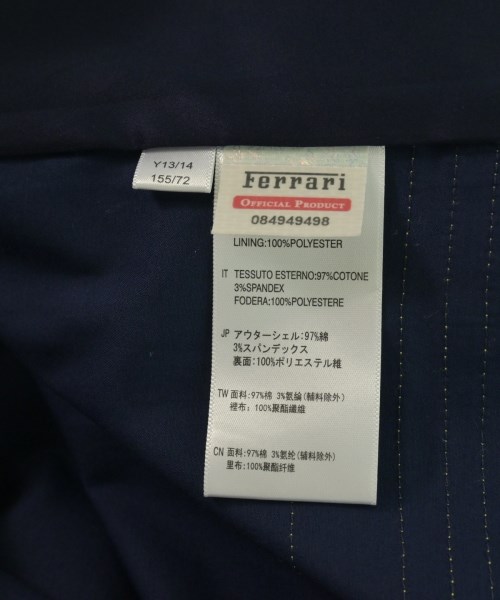 Y13/14
155/72
Ferrari
OFFICIAL PRODUCT
084949498
LINING:100%POLYESTER
IT TESSUTO ESTERNO:97%COTONE
3%SPANDEX
FODERA:100%POLYESTERE
JP アウターシェル:97%綿
3%スパンデックス
裏面:100%ポリエステル維
TW 面料:97%棉 3%氨綸(輔料除外)
裡布: 100%聚酯纖維
CN 面料:97%棉 3%氨纶(辅料除外)
里布:100%聚酯纤维